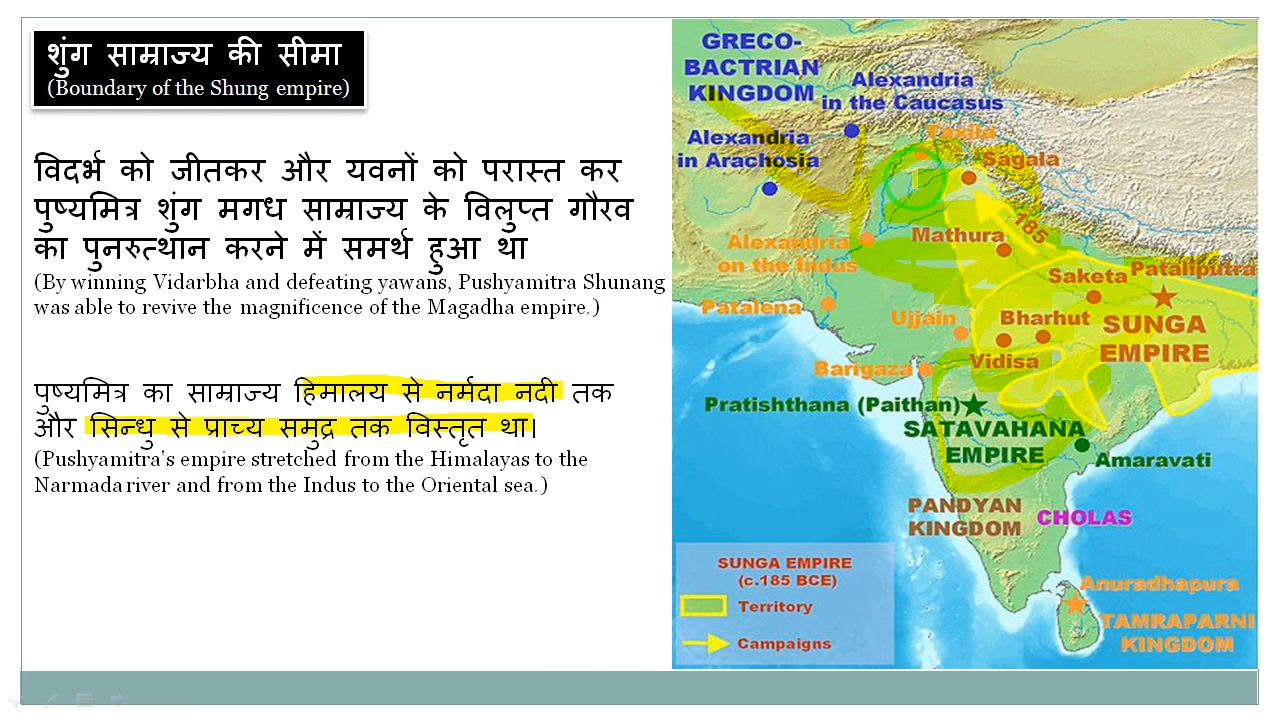 शुंग साम्राज्य की सीमा
(Boundary of the Shung empire)
विदर्भ को जीतकर और यवनों को परास्त कर
पुष्यमित्र शुंग मगध साम्राज्य के विलुप्त गौरव
का पुनरुत्थान करने में समर्थ हुआ था
(By winning Vidarbha and defeating yawans, Pushyamitra Shunang
was able to revive the magnificence of the Magadha empire.)
पुष्यमित्र का साम्राज्य हिमालय से नर्मदा नदी तक
और सिन्धु से प्राच्य समुद्र तक विस्तृत था।
(Pushyamitra's empire stretched from the Himalayas to the
Narmada river and from the Indus to the Oriental sea.)
GRECO-
BACTRIAN
KINGDOM
Alexandria
in the Caucasus
Alexandria
in Arachosia
Taxila
Sagala
185
Alexandria
on the Indus
Mathura
Saketa
Pataliputra
Patalena
Ujjain
Bharhut
SUNGA
EMPIRE
Vidisa
Barigaza
Pratishthana (Paithan)
SATAVAHANA
EMPIRE
Amaravati
PANDYAN
KINGDOM
CHOLAS
SUNGA EMPIRE
(c.185 BCE)
Territory
Campaigns
Anuradhapura
TAMRAPARNI
KINGDOM